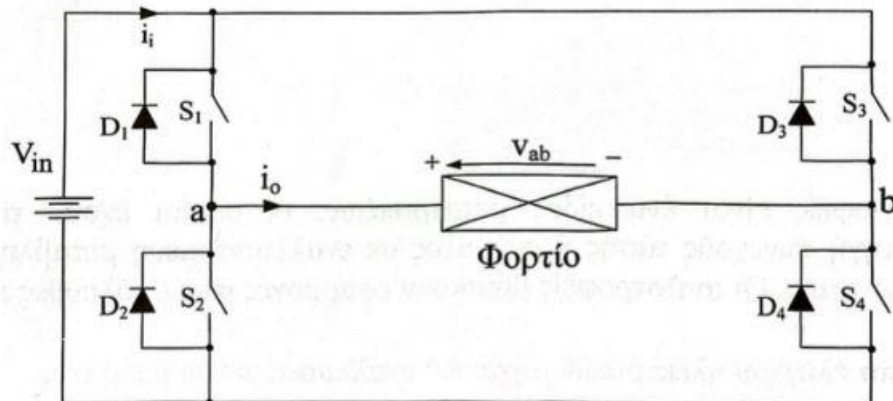 i_i
D_1
S_1
D_3
S_3
V_in
+ v_ab −
a
i_o
b
Φορτίο
D_2
S_2
D_4
S_4